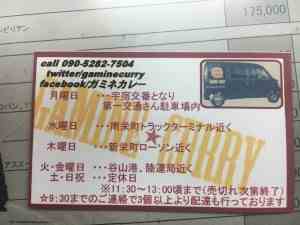 175,000
call 090-5282-7504
twitter/gaminecurry
facebook/ガミネカレー
月曜日 ・・・宇宿交番となり
第一交通さん駐車場内
水曜日 ・・・南栄町トラックターミナル近く
木曜日 ・・・新栄町ローソン近く
火・金曜日 ・・・谷山港、陸運局近く
土・日・祝 ・・・定休日
※11:30~13:00頃まで(売切れ次第終了)
☆9:30までのご連絡で3個以上より配達も行っております